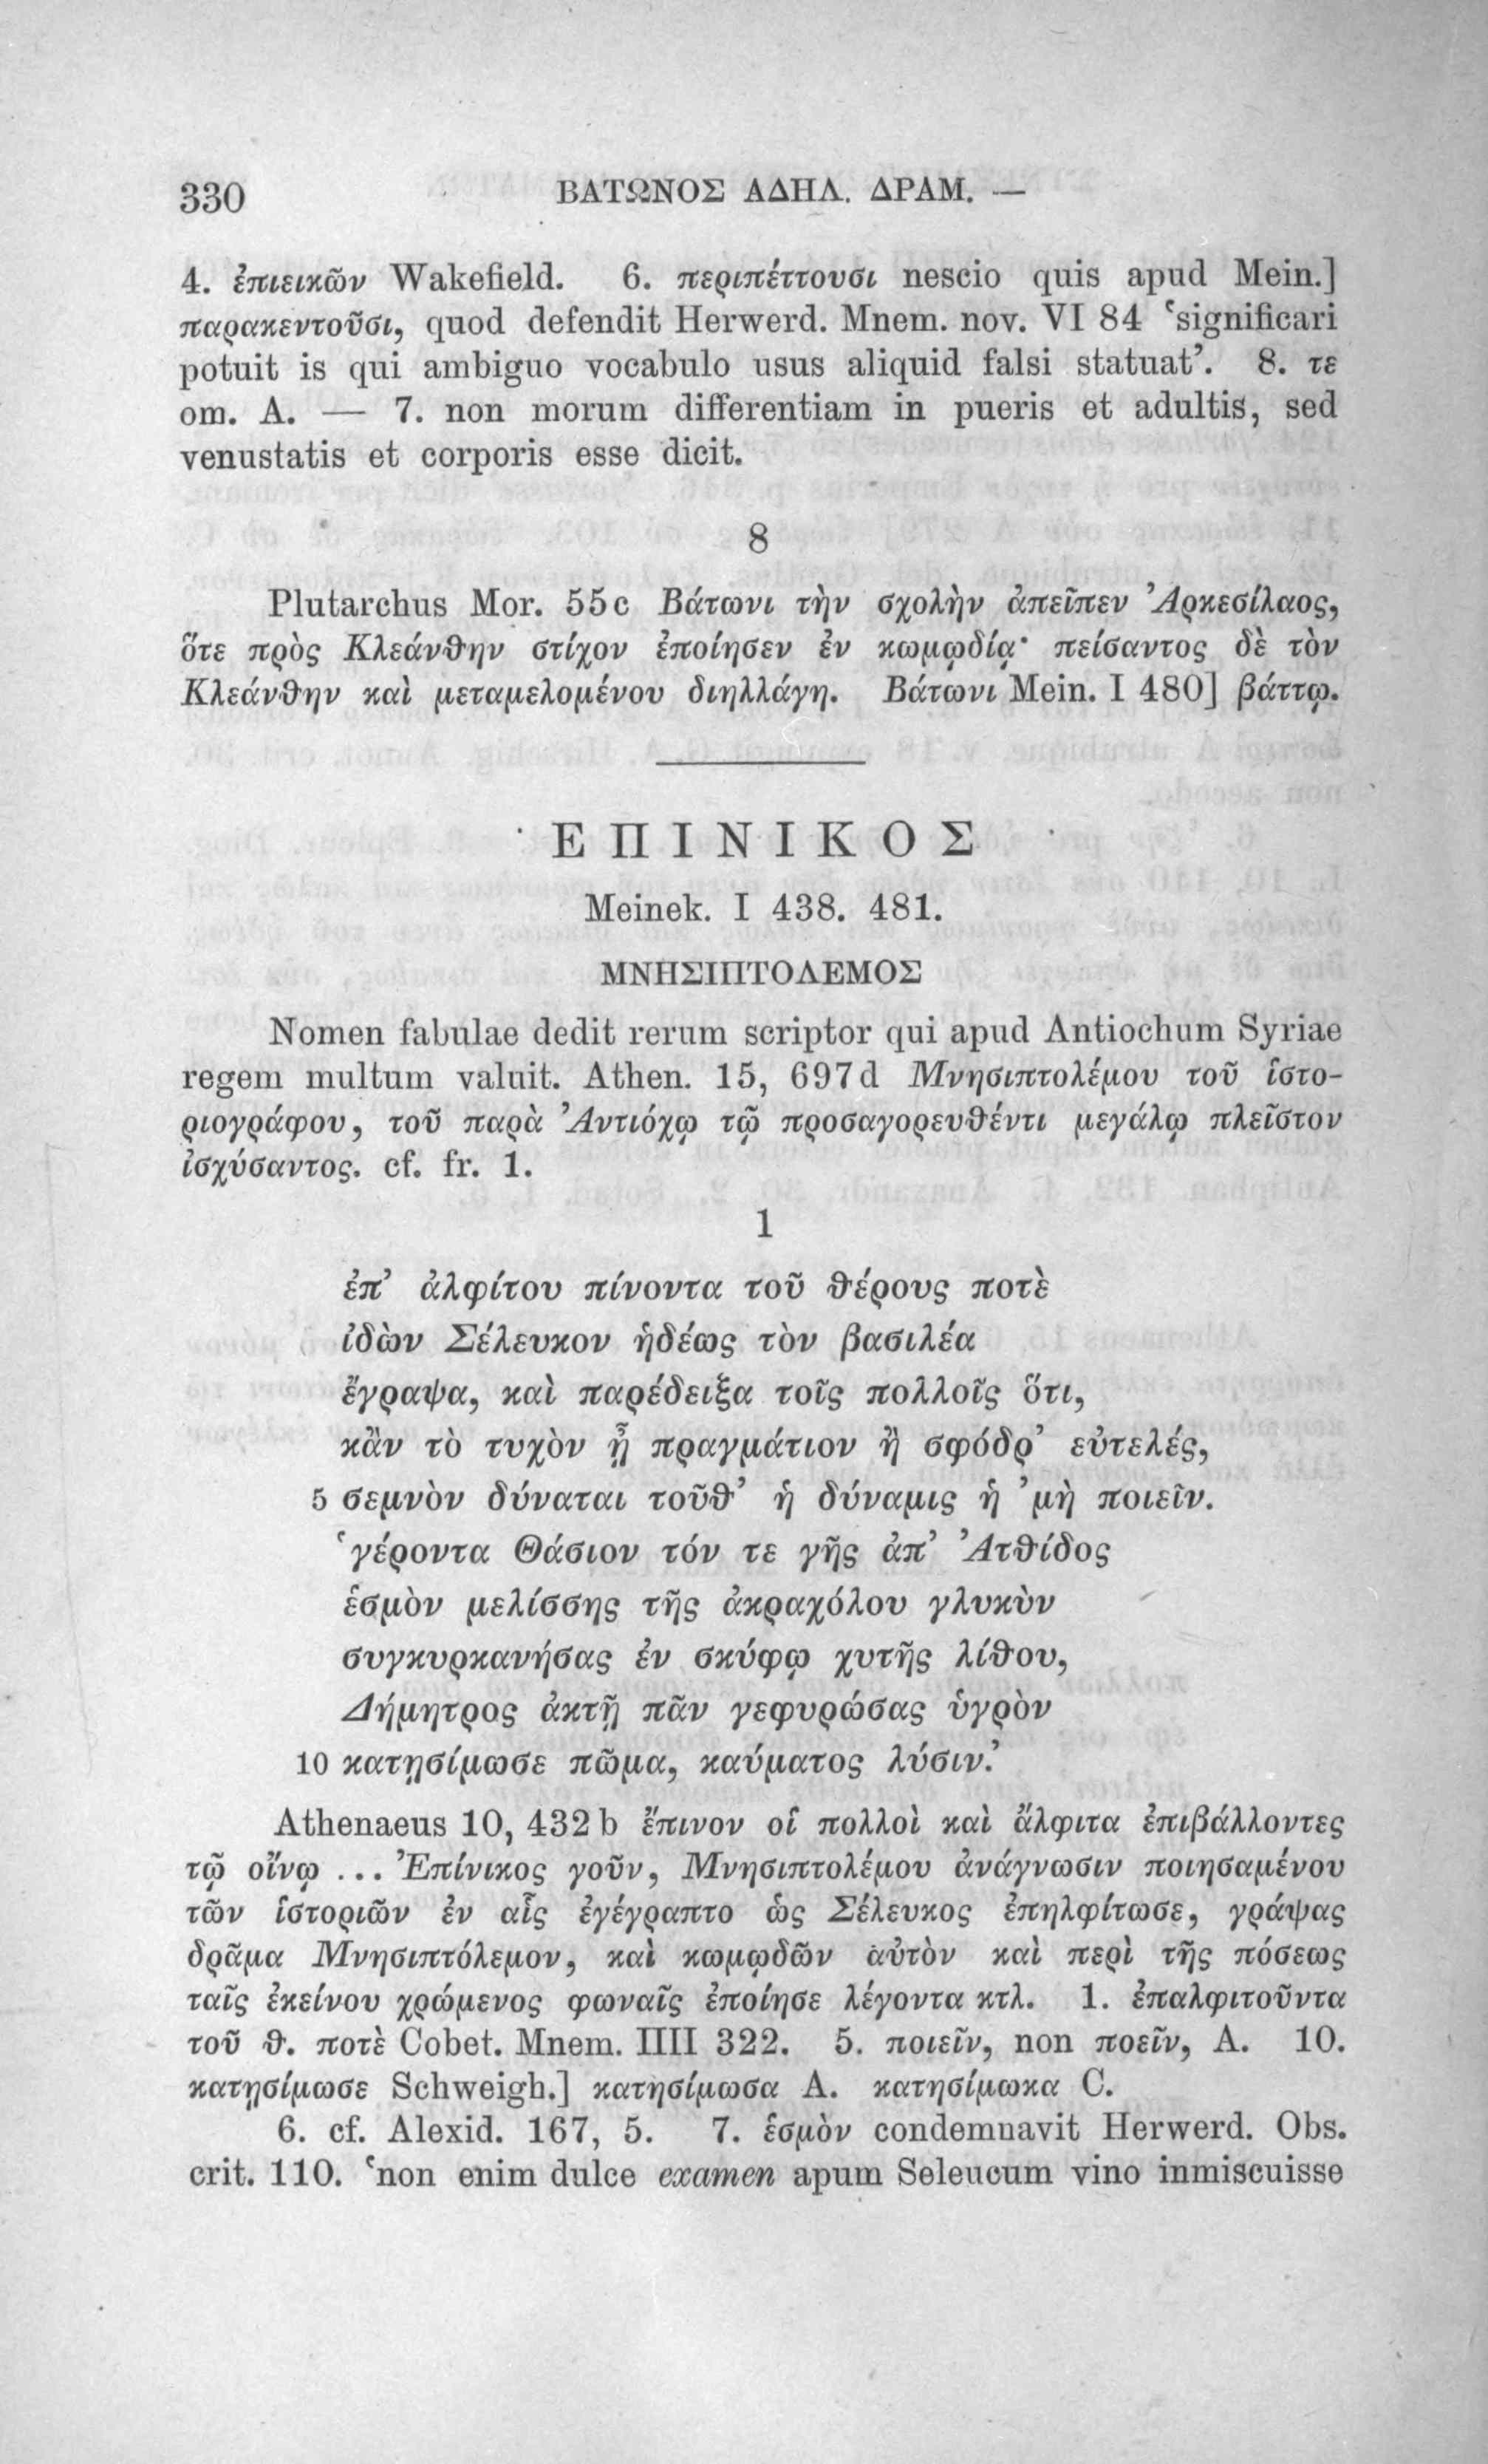 330 ΒΑΤΩΝΟΣ ΑΔΗΛ. ΔΡΑΜ. —
4. ἐπιεικῶν Wakefield. 6. περιπέττουσι nescio quis apud Mein.]
παρακεντοῦσι, quod defendit Herwerd. Mnem. nov. VI 84 ‘significari
potuit is qui ambiguo vocabulo usus aliquid falsi statuat’. 8. τε
om. A. — 7. non morum differentiam in pueris et adultis, sed
venustatis et corporis esse dicit.
8
Plutarchus Mor. 55c Βάτωνι τὴν σχολὴν ἀπεῖπεν Ἀρκεσίλαος,
ὅτε πρὸς Κλεάνθην στίχον ἐποίησεν ἐν κωμῳδίᾳ· πείσαντος δὲ τὸν
Κλεάνθην καὶ μεταμελομένου διηλλάγη. Βάτωνι Mein. I 480] βάττῳ.
ΕΠΙΝΙΚΟΣ
Meinek. I 438. 481.
ΜΝΗΣΙΠΤΟΛΕΜΟΣ
Nomen fabulae dedit rerum scriptor qui apud Antiochum Syriae
regem multum valuit. Athen. 15, 697d Μνησιπτολέμου τοῦ ἱστο-
ριογράφου, τοῦ παρὰ Ἀντιόχῳ τῷ προσαγορευθέντι μεγάλῳ πλεῖστον
ἰσχύσαντος. cf. fr. 1.
1
ἐπ’ ἀλφίτου πίνοντα τοῦ θέρους ποτὲ
ἰδὼν Σέλευκον ἡδέως τὸν βασιλέα
ἔγραψα, καὶ παρέδειξα τοῖς πολλοῖς ὅτι,
κἂν τὸ τυχὸν ᾖ πραγμάτιον ἢ σφόδρ’ εὐτελές,
5 σεμνὸν δύναται τοῦθ’ ἡ δύναμις ἡ ’μὴ ποιεῖν.
‘γέροντα Θάσιον τόν τε γῆς ἀπ’ Ἀτθίδος
ἑσμὸν μελίσσης τῆς ἀκραχόλου γλυκὺν
συγκυρκανήσας ἐν σκύφῳ χυτῆς λίθου,
Δήμητρος ἀκτῇ πᾶν γεφυρώσας ὑγρὸν
10 κατῃσίμωσε πῶμα, καύματος λύσιν.’
Athenaeus 10, 432b ἔπινον οἱ πολλοὶ καὶ ἄλφιτα ἐπιβάλλοντες
τῷ οἴνῳ ... Ἐπίνικος γοῦν, Μνησιπτολέμου ἀνάγνωσιν ποιησαμένου
τῶν ἱστοριῶν ἐν αἷς ἐγέγραπτο ὡς Σέλευκος ἐπηλφίτωσε, γράψας
δρᾶμα Μνησιπτόλεμον, καὶ κωμῳδῶν αὐτὸν καὶ περὶ τῆς πόσεως
ταῖς ἐκείνου χρώμενος φωναῖς ἐποίησε λέγοντα κτλ. 1. ἐπαλφιτοῦντα
τοῦ θ. ποτὲ Cobet. Mnem. IIII 322. 5. ποιεῖν, non ποεῖν, A. 10.
κατῃσίμωσε Schweigh.] κατησίμωσα A. κατησίμωκα C.
6. cf. Alexid. 167, 5. 7. ἑσμὸν condemnavit Herwerd. Obs.
crit. 110. ‘non enim dulce examen apum Seleucum vino inmiscuisse